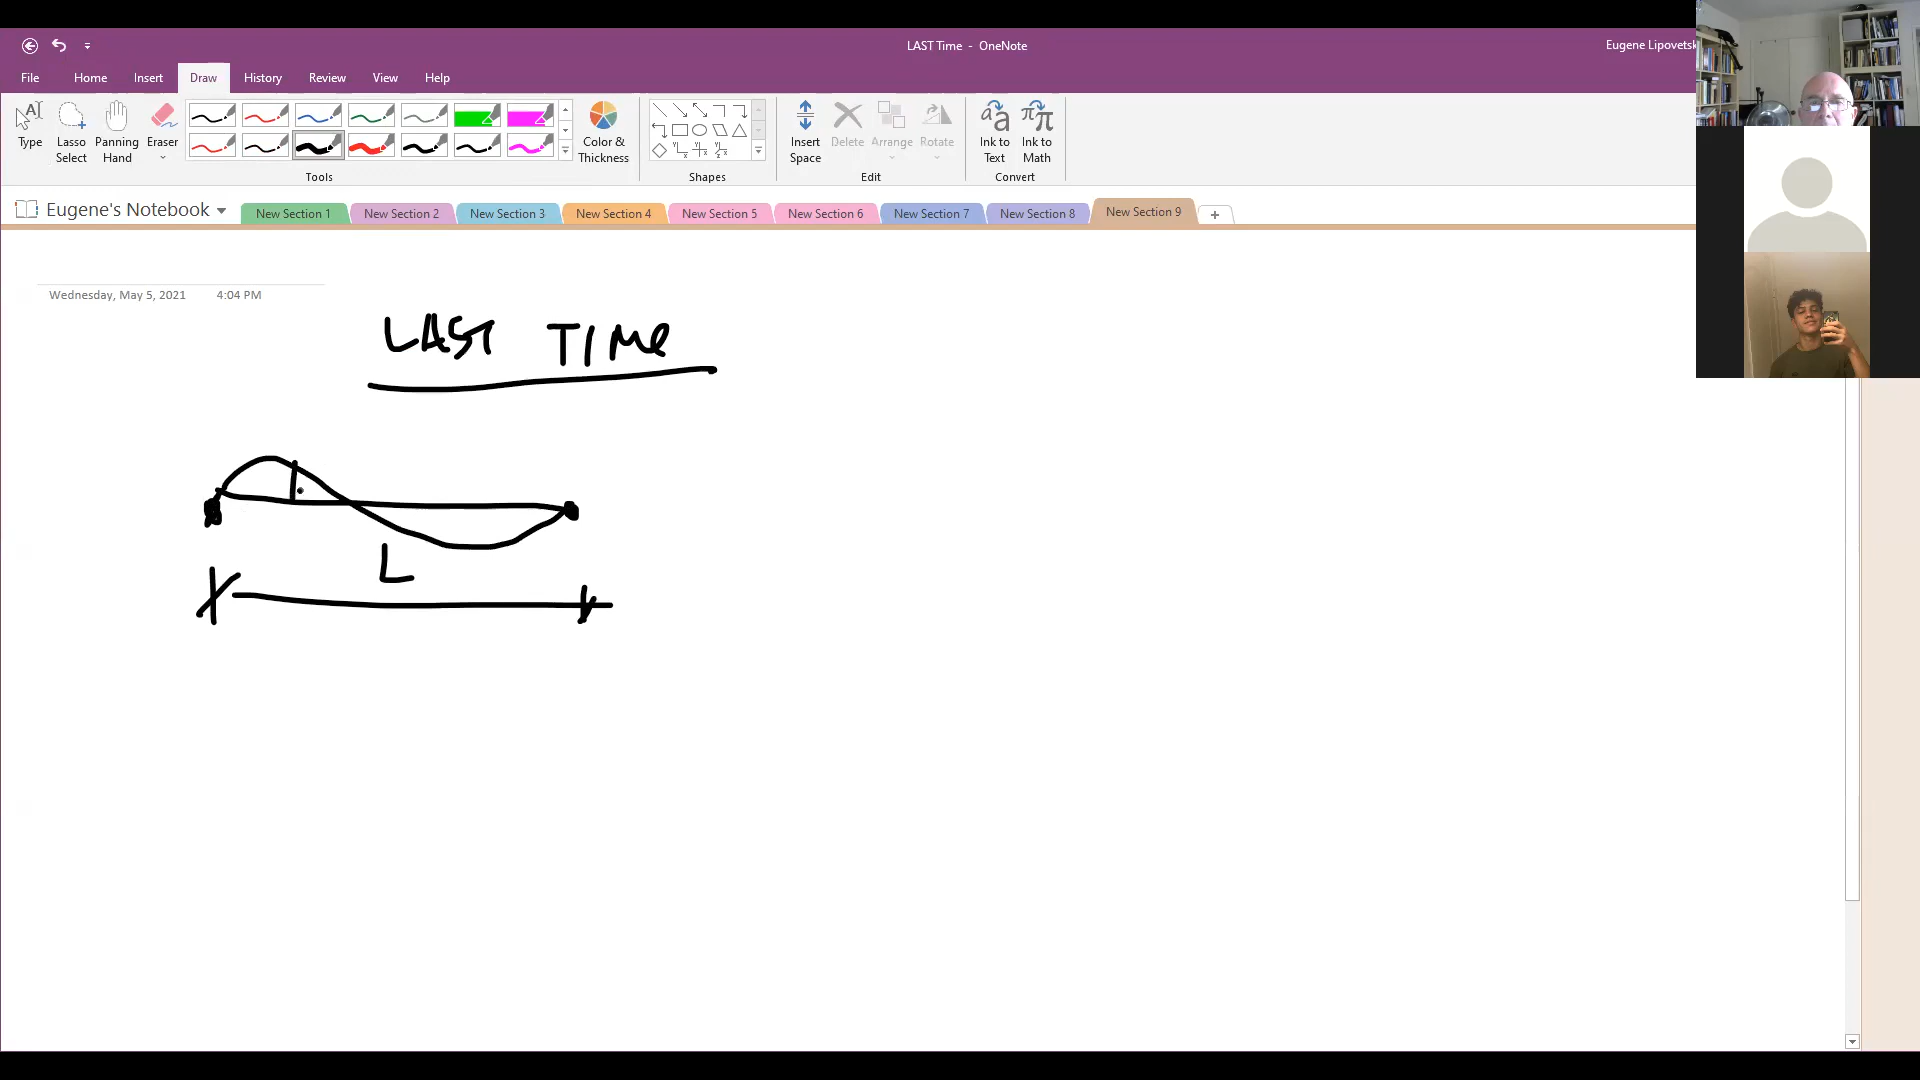 LAST Time - OneNote
Eugene Lipovetsk
File Home Insert Draw History Review View Help
Type
Lasso Select
Panning Hand
Eraser
Color & Thickness
Insert Space
Delete
Arrange
Rotate
Ink to Text
Ink to Math
Tools
Shapes
Edit
Convert
Eugene's Notebook
New Section 1
New Section 2
New Section 3
New Section 4
New Section 5
New Section 6
New Section 7
New Section 8
New Section 9
Wednesday, May 5, 2021 4:04 PM
LAST TIMe
L